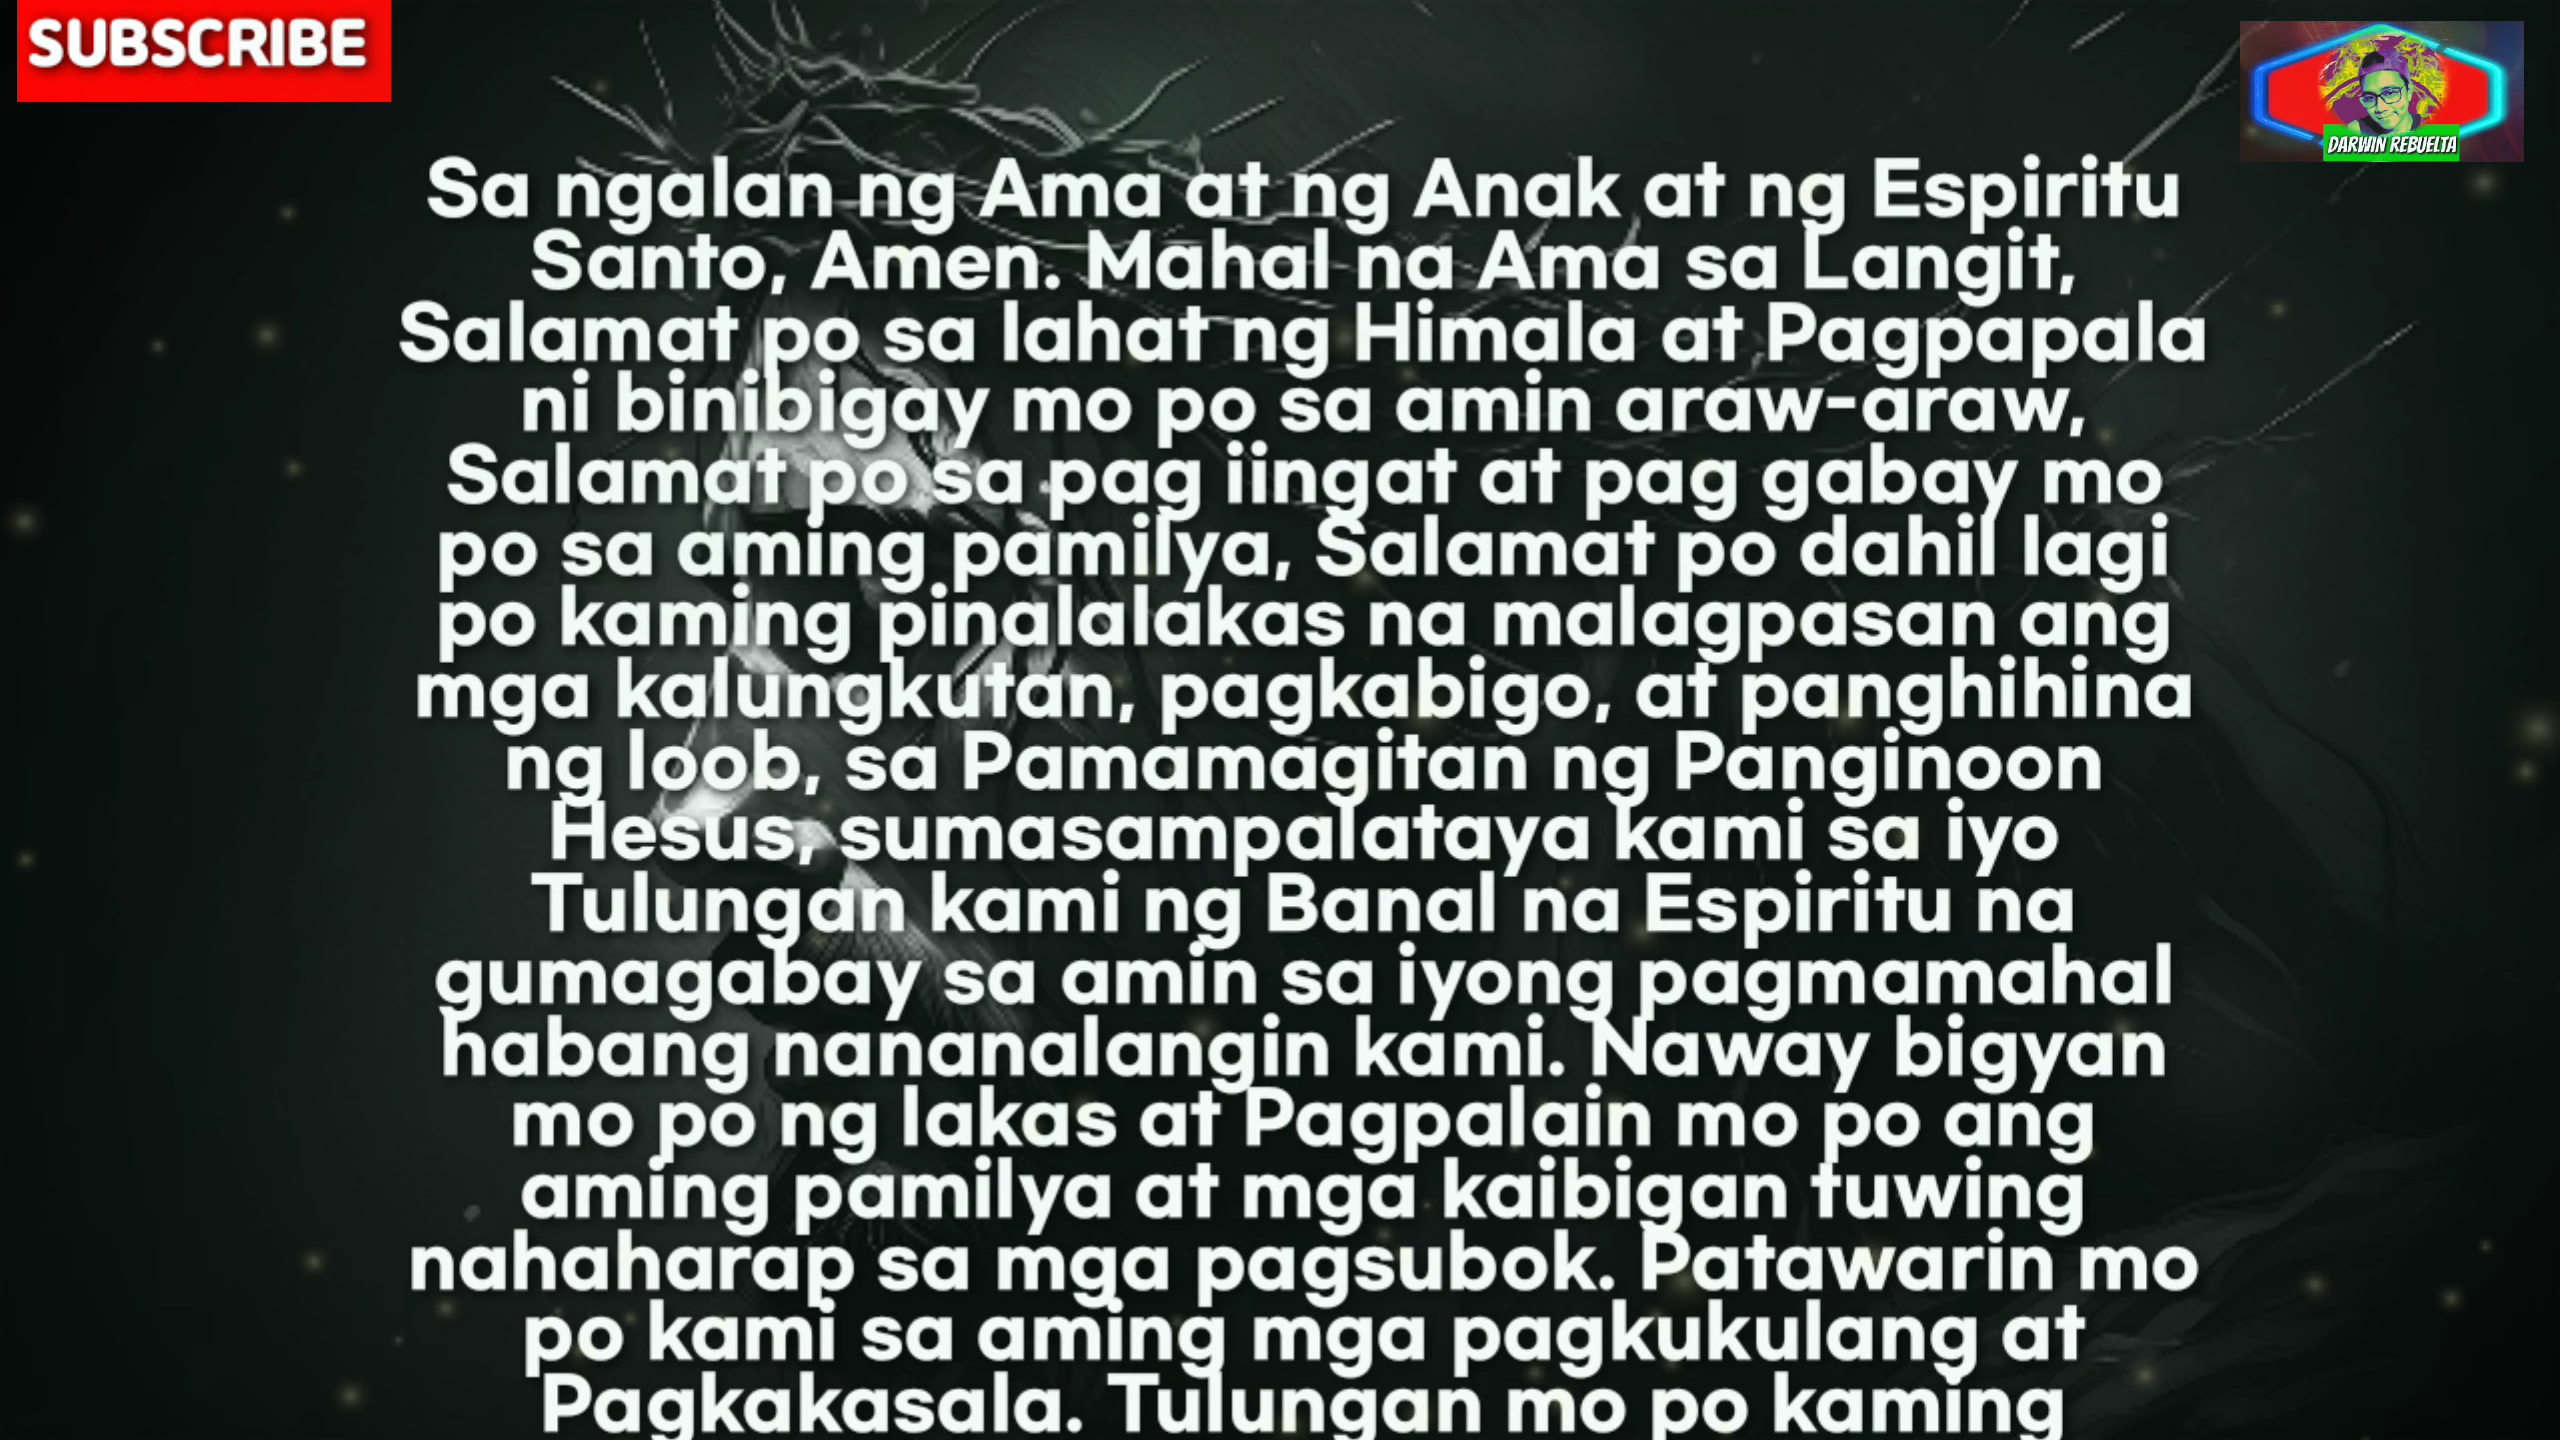 SUBSCRIBE
DARWIN REBUELTA
Sa ngalan ng Ama at ng Anak at ng Espiritu
Santo, Amen. Mahal na Ama sa Langit,
Salamat po sa lahat ng Himala at Pagpapala
ni binibigay mo po sa amin araw-araw,
Salamat po sa pag iingat at pag gabay mo
po sa aming pamilya, Salamat po dahil lagi
po kaming pinalalakas na malagpasan ang
mga kalungkutan, pagkabigo, at panghihina
ng loob, sa Pamamagitan ng Panginoon
Hesus, sumasampalataya kami sa iyo
Tulungan kami ng Banal na Espiritu na
gumagabay sa amin sa iyong pagmamahal
habang nananalangin kami. Naway bigyan
mo po ng lakas at Pagpalain mo po ang
aming pamilya at mga kaibigan tuwing
nahaharap sa mga pagsubok. Patawarin mo
po kami sa aming mga pagkukulang at
Pagkakasala. Tulungan mo po kaming